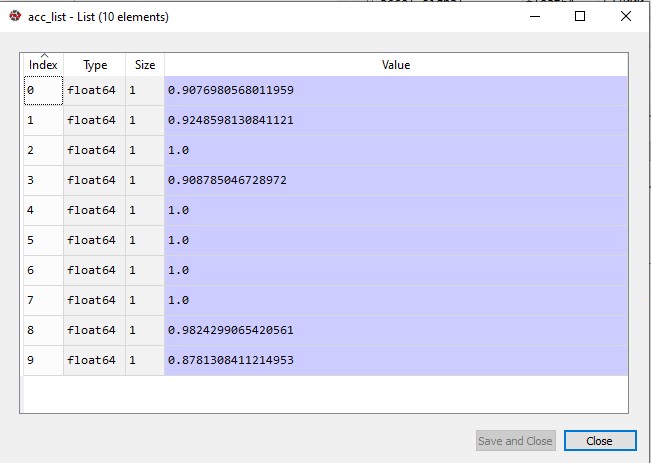 acc_list - List (10 elements)
Index Type Size Value
0 float64 1 0.9076980568011959
1 float64 1 0.9248598130841121
2 float64 1 1.0
3 float64 1 0.908785046728972
4 float64 1 1.0
5 float64 1 1.0
6 float64 1 1.0
7 float64 1 1.0
8 float64 1 0.9824299065420561
9 float64 1 0.8781308411214953
Save and Close Close